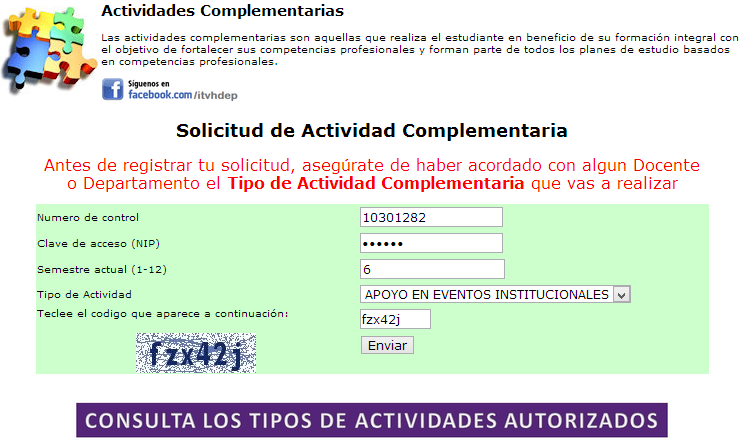 Actividades Complementarias
Las actividades complementarias son aquellas que realiza el estudiante en beneficio de su formación integral con
el objetivo de fortalecer sus competencias profesionales y forman parte de todos los planes de estudio basados
en competencias profesionales.
Síguenos en
facebook.com/itvhdep
Solicitud de Actividad Complementaria
Antes de registrar tu solicitud, asegúrate de haber acordado con algun Docente
o Departamento el Tipo de Actividad Complementaria que vas a realizar
Numero de control 10301282
Clave de acceso (NIP) ••••••
Semestre actual (1-12) 6
Tipo de Actividad APOYO EN EVENTOS INSTITUCIONALES
Teclee el codigo que aparece a continuación: fzx42j
fzx42j Enviar
CONSULTA LOS TIPOS DE ACTIVIDADES AUTORIZADOS